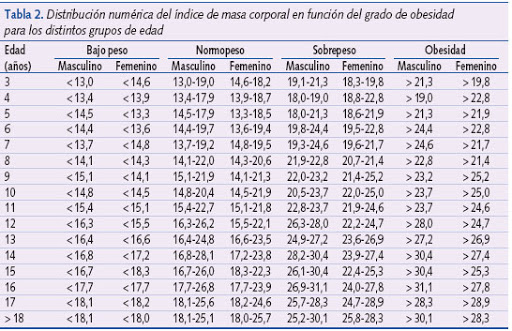 Tabla 2. Distribución numérica del índice de masa corporal en función del grado de obesidad
para los distintos grupos de edad
Edad Bajo peso Normopeso Sobrepeso Obesidad
(años) Masculino Femenino Masculino Femenino Masculino Femenino Masculino Femenino
3 <13,0 <14,6 13,0-19,0 14,6-18,2 19,1-21,3 18,3-19,8 >21,3 >19,8
4 <13,4 <13,9 13,4-17,9 13,9-18,7 18,0-19,0 18,8-22,8 >19,0 >22,8
5 <14,5 <13,3 14,5-17,9 13,3-18,5 18,0-21,3 18,6-21,9 >21,3 >21,9
6 <14,4 <13,6 14,4-19,7 13,6-19,4 19,8-24,4 19,5-22,8 >24,4 >22,8
7 <13,7 <14,8 13,7-19,2 14,8-19,5 19,3-24,6 19,6-21,7 >24,6 >21,7
8 <14,1 <14,3 14,1-22,0 14,3-20,6 21,9-22,8 20,7-21,4 >22,8 >21,4
9 <15,1 <14,1 15,1-21,9 14,1-21,3 22,0-23,2 21,4-25,2 >23,2 >25,2
10 <14,8 <14,5 14,8-20,4 14,5-21,9 20,5-23,7 22,0-25,0 >23,7 >25,0
11 <15,4 <15,1 15,4-22,7 15,1-21,8 22,8-23,7 21,9-24,6 >23,7 >24,6
12 <16,3 <15,5 16,3-26,2 15,5-22,1 26,3-28,0 22,2-24,7 >28,0 >24,7
13 <16,4 <16,6 16,4-24,8 16,6-23,5 24,9-27,2 23,6-26,9 >27,2 >26,9
14 <16,8 <17,2 16,8-28,1 17,2-23,8 28,2-30,4 23,9-27,4 >30,4 >27,4
15 <16,7 <18,3 16,7-26,0 18,3-22,3 26,1-30,4 22,4-25,3 >30,4 >25,3
16 <17,7 <17,7 17,7-26,8 17,7-23,9 26,9-31,1 24,0-27,8 >31,1 >27,8
17 <18,1 <18,2 18,1-25,6 18,2-24,6 25,7-28,3 24,7-28,9 >28,3 >28,9
>18 <18,1 <18,0 18,1-25,1 18,0-25,7 25,2-30,1 25,8-28,3 >30,1 >28,3